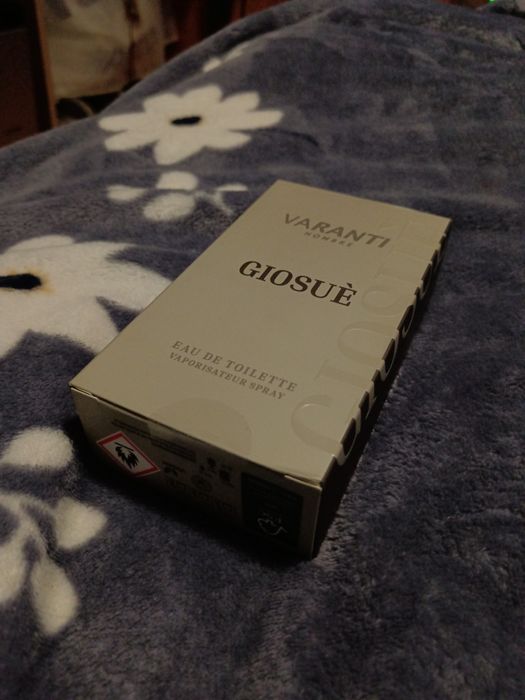 VARANTI
HOMBRE
GIOSUÈ
EAU DE TOILETTE
VAPORISATEUR SPRAY